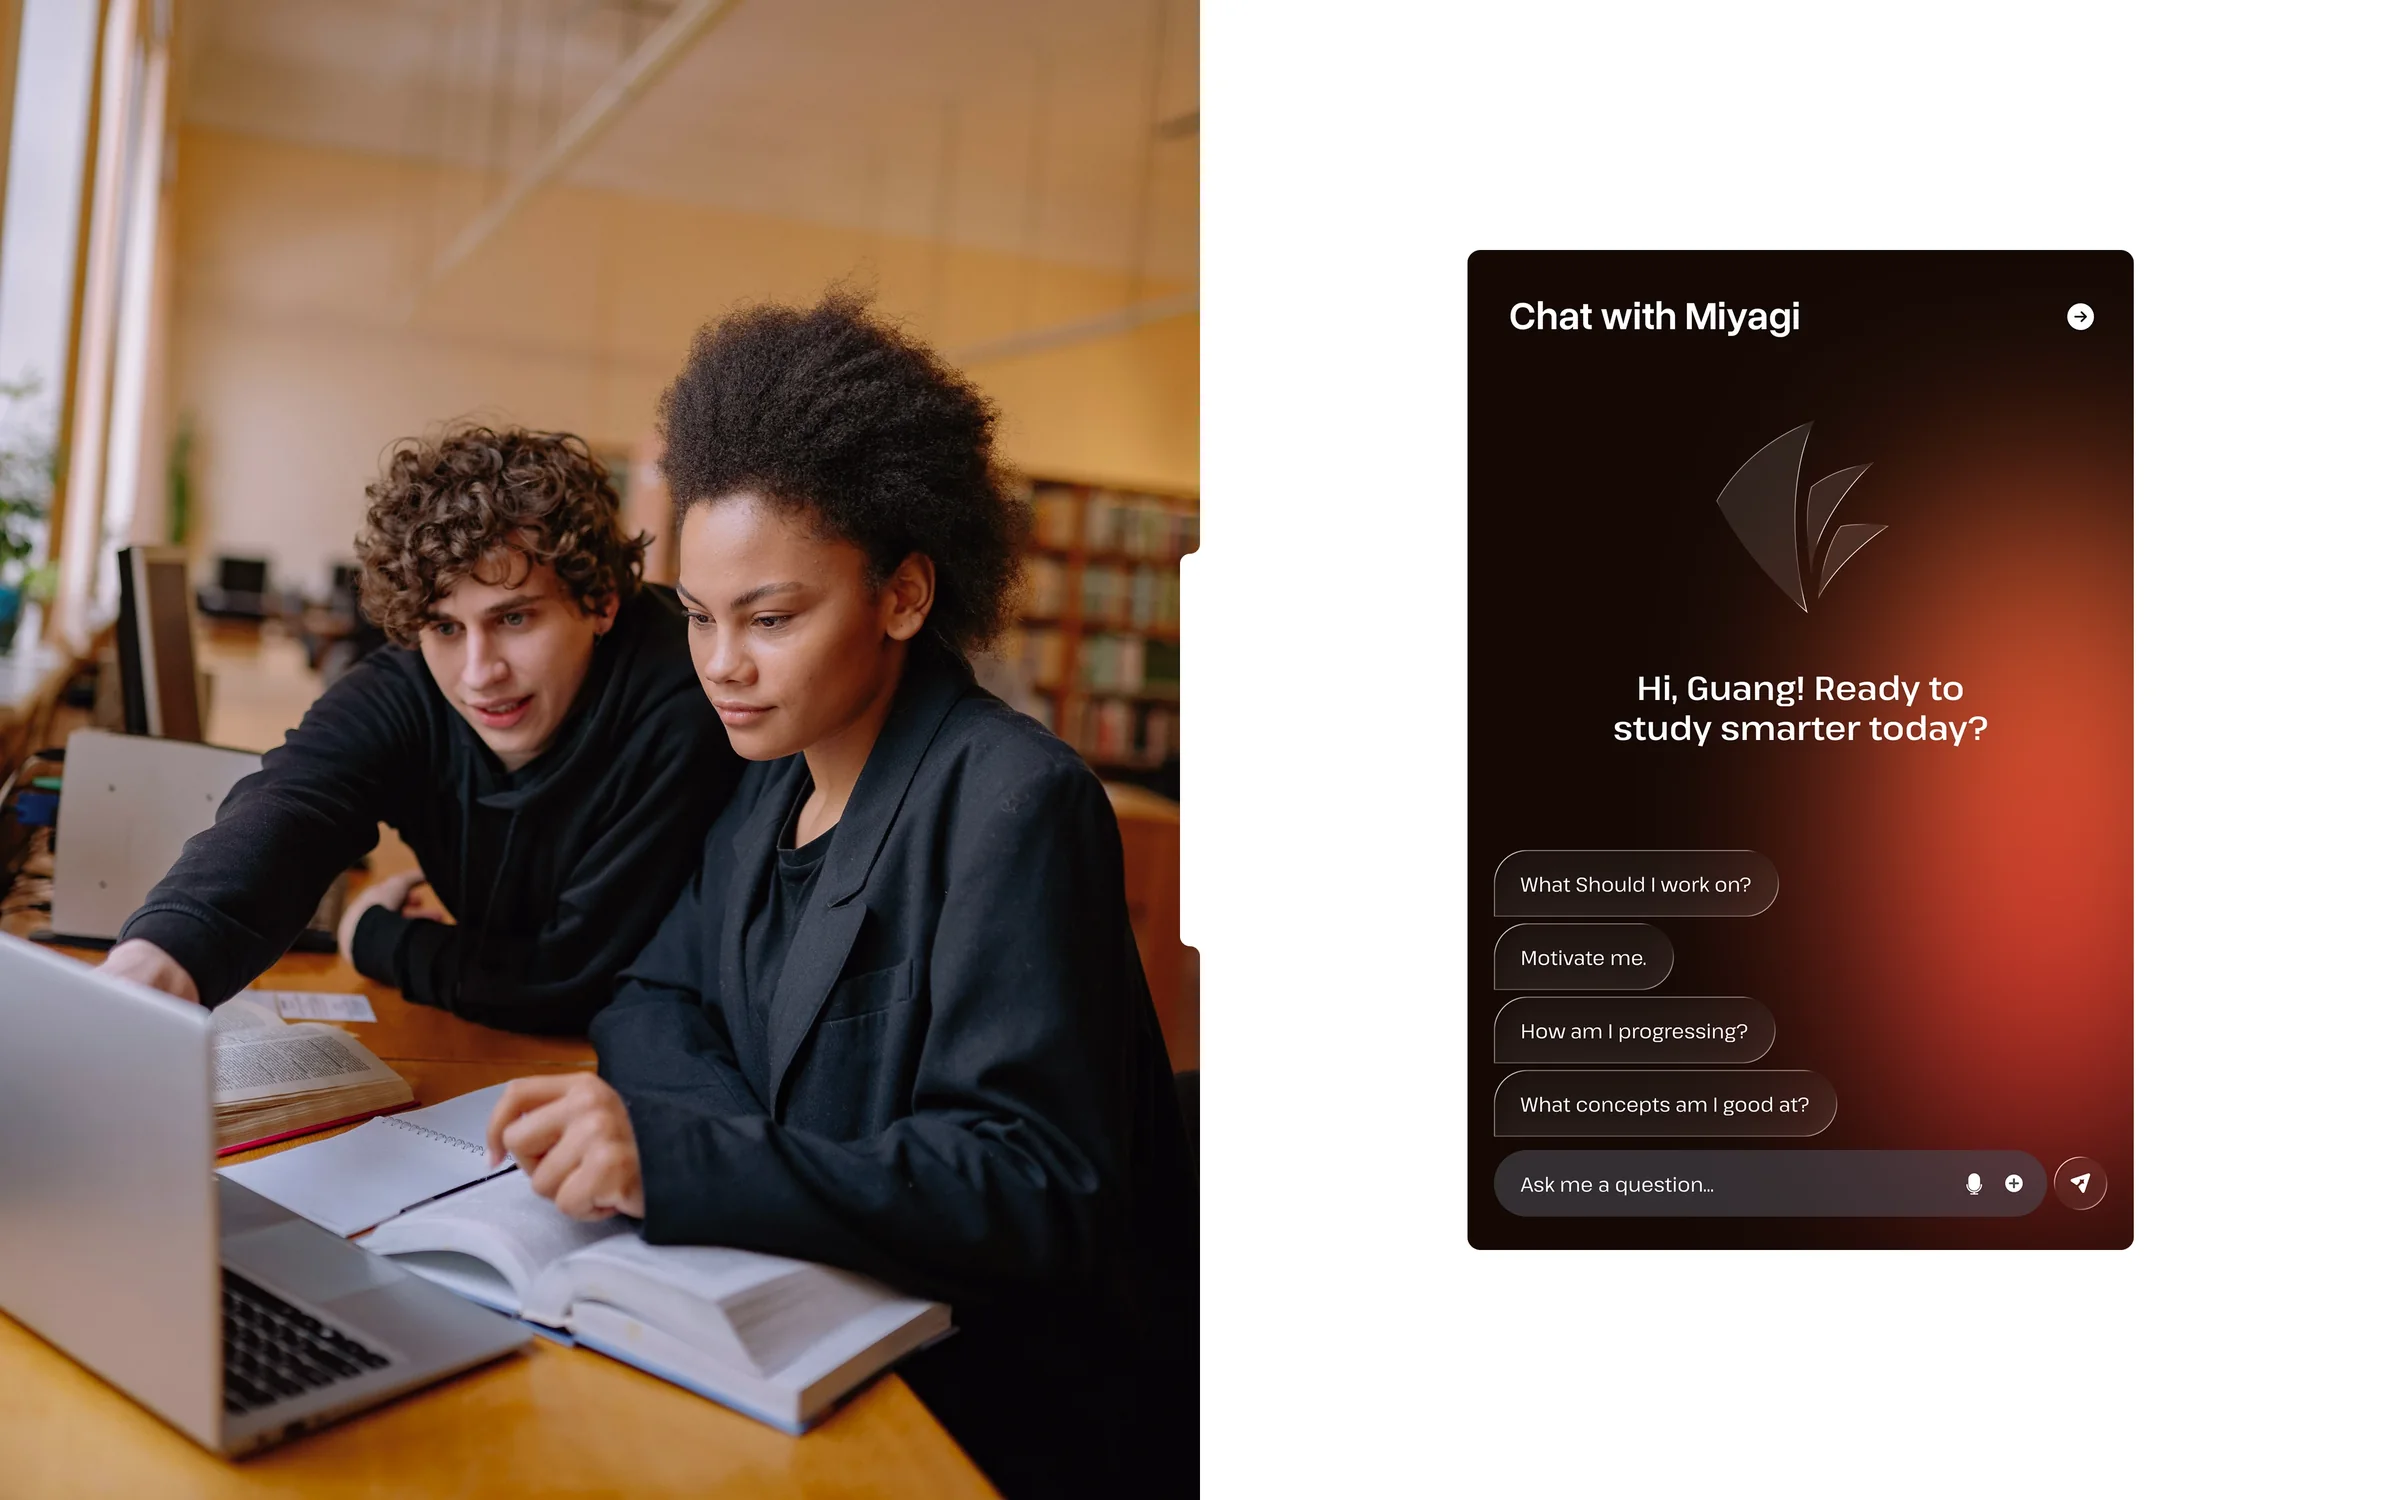 Chat with Miyagi
Hi, Guang! Ready to
study smarter today?
What Should I work on?
Motivate me.
How am I progressing?
What concepts am I good at?
Ask me a question...